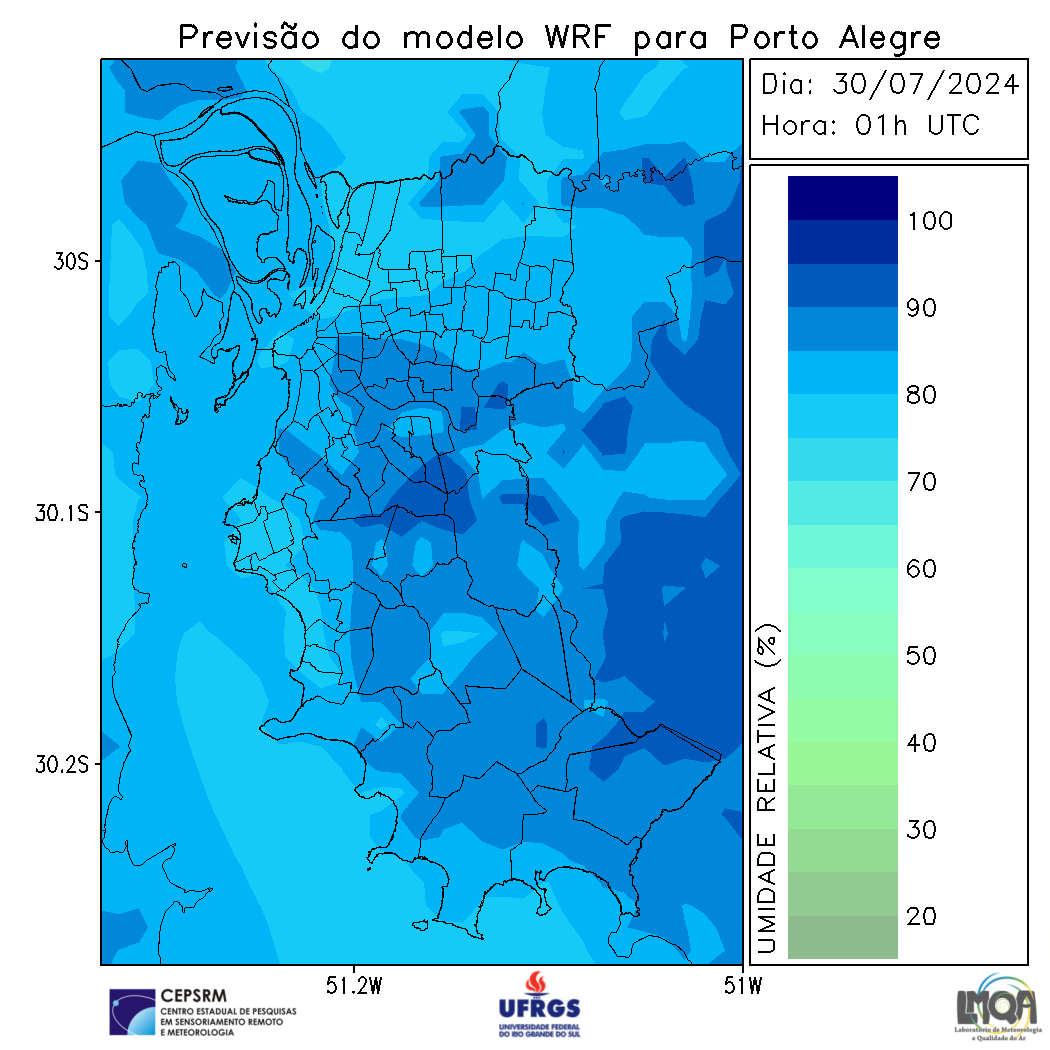 Previsão do modelo WRF para Porto Alegre
Dia: 30/07/2024
Hora: 01h UTC
30S
30.1S
30.2S
51.2W
51W
100
90
80
70
60
50
40
30
20
UMIDADE RELATIVA (%)
CEPSRM
CENTRO ESTADUAL DE PESQUISAS
EM SENSORIAMENTO REMOTO
E METEOROLOGIA
UFRGS
UNIVERSIDADE FEDERAL
DO RIO GRANDE DO SUL
LMQA
Laboratório de Meteorologia
e Qualidade do Ar